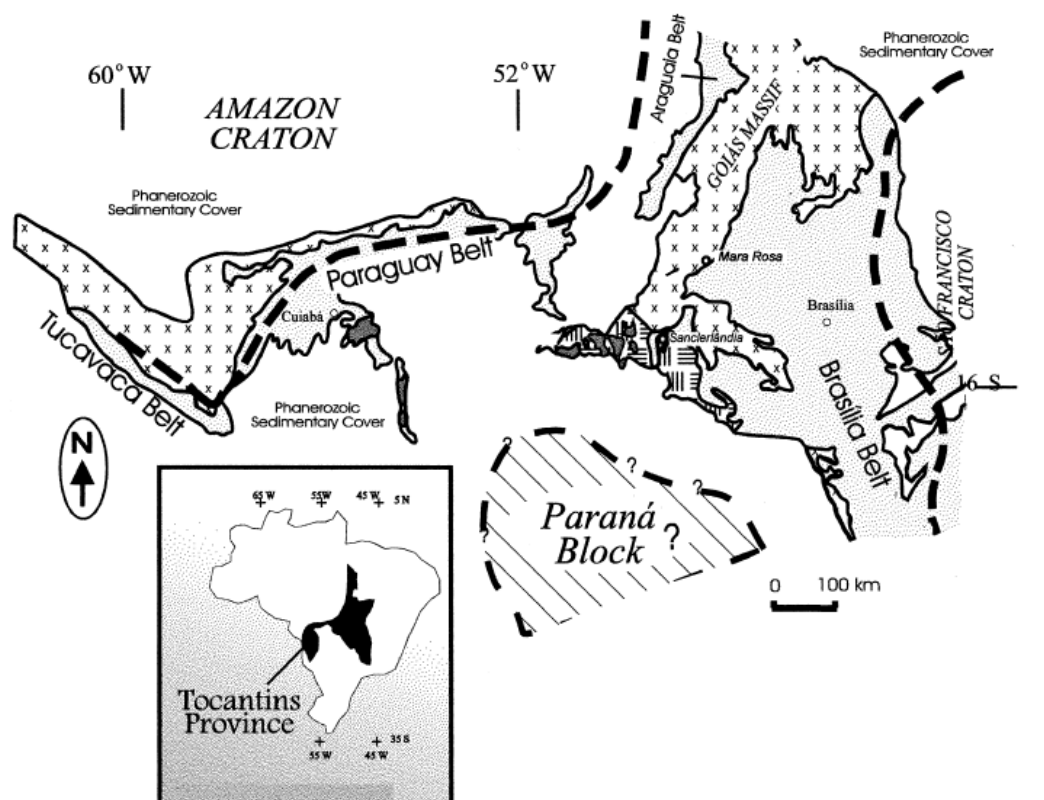 Phanerozoic
Sedimentary Cover
60°W
52°W
Araguaia Belt
AMAZON
CRATON
GOIÁS MASSIF
Phanerozoic
Sedimentary Cover
FRANCISCO
CRATON
Mara Rosa
Paraguay Belt
Cuiabá
Brasília
Sanclerlândia
Tucavaca Belt
Brasília Belt
16 S
Phanerozoic
Sedimentary Cover
N
?
?
?
?
Paraná
Block ?
0 100 km
65 W 55W 45 W 5 N
Tocantins
Province
35 S
55 W 45 W